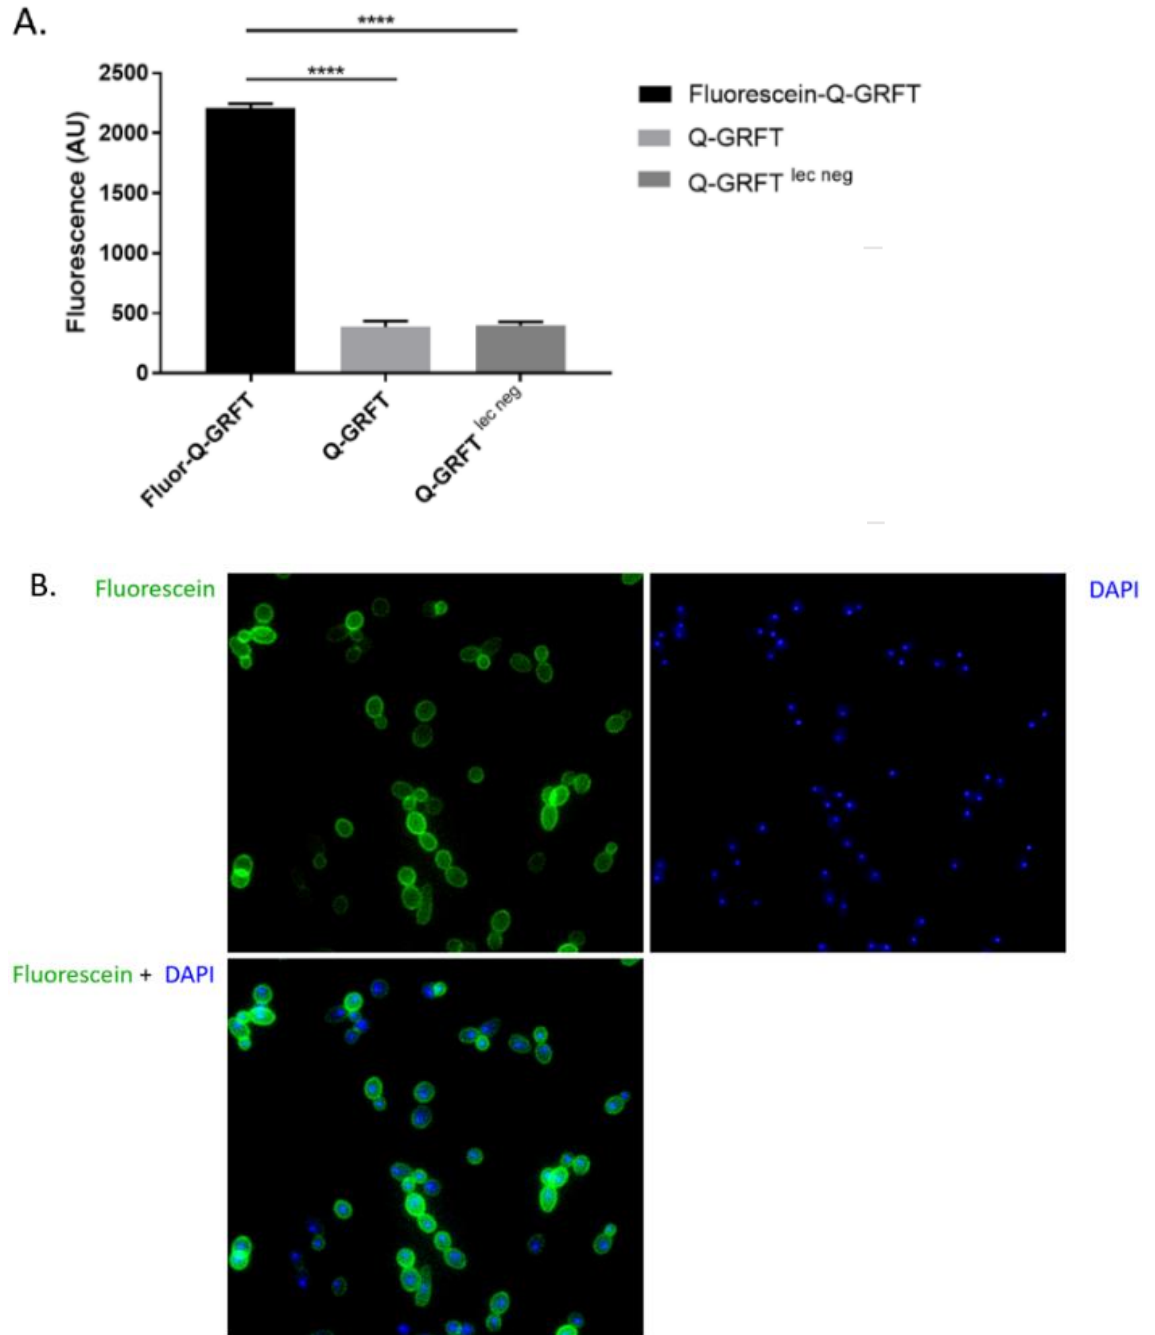 A.
****
****
2500
2000
1500
1000
500
0
Fluorescence (AU)
Fluor-Q-GRFT
Q-GRFT
Q-GRFT lec neg
Fluorescein-Q-GRFT
Q-GRFT
Q-GRFT lec neg
B.
Fluorescein
DAPI
Fluorescein + DAPI